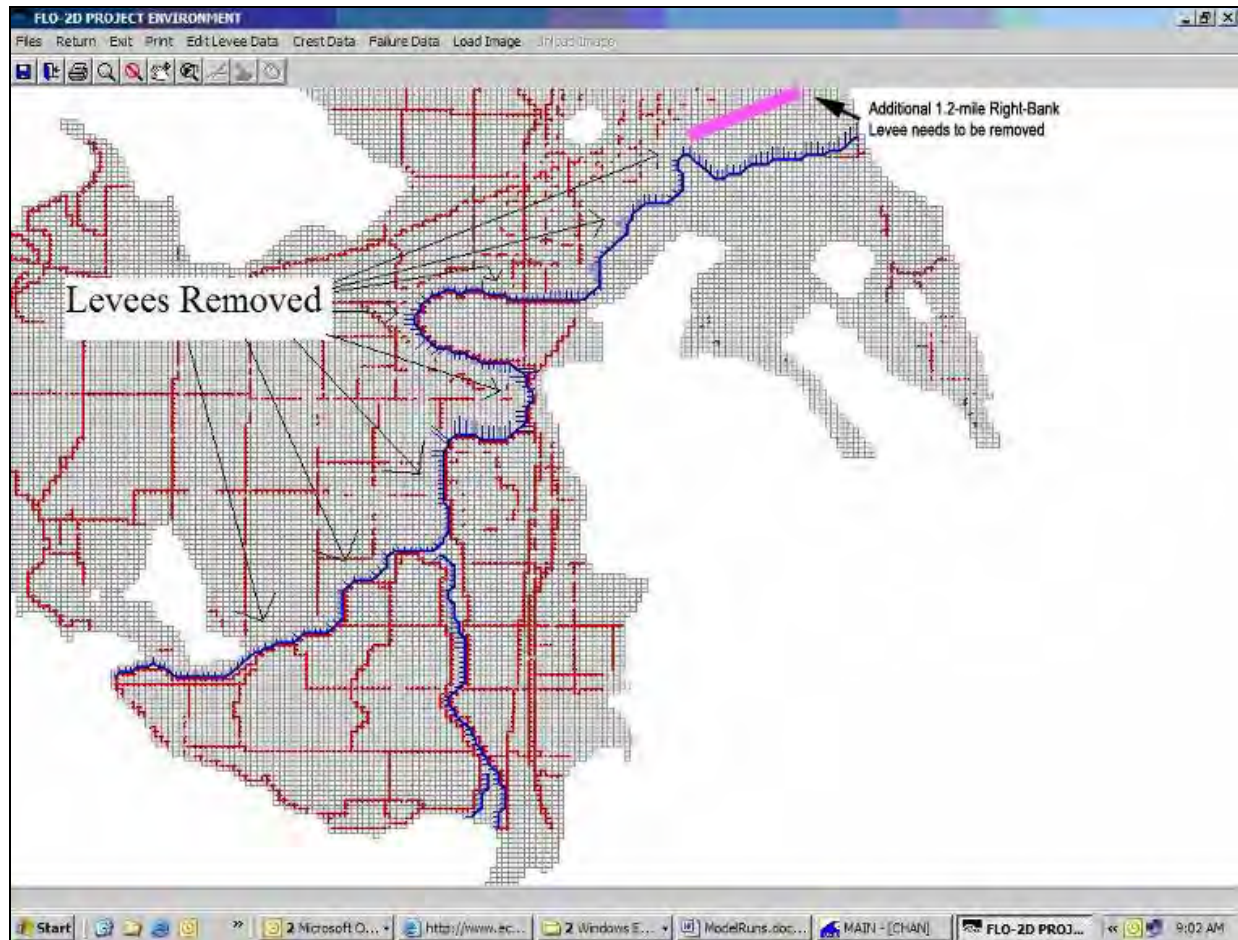 FLO-2D PROJECT ENVIRONMENT
Files Return Exit Print Edit Levee Data Crest Data Failure Data Load Image Unload Image
Additional 1.2-mile Right-Bank
Levee needs to be removed
Levees Removed
Start » 2 Microsoft O... http://www.ec... 2 Windows E... ModelRuns.doc... MAIN - [CHAN] FLO-2D PROJ... « 9:02 AM